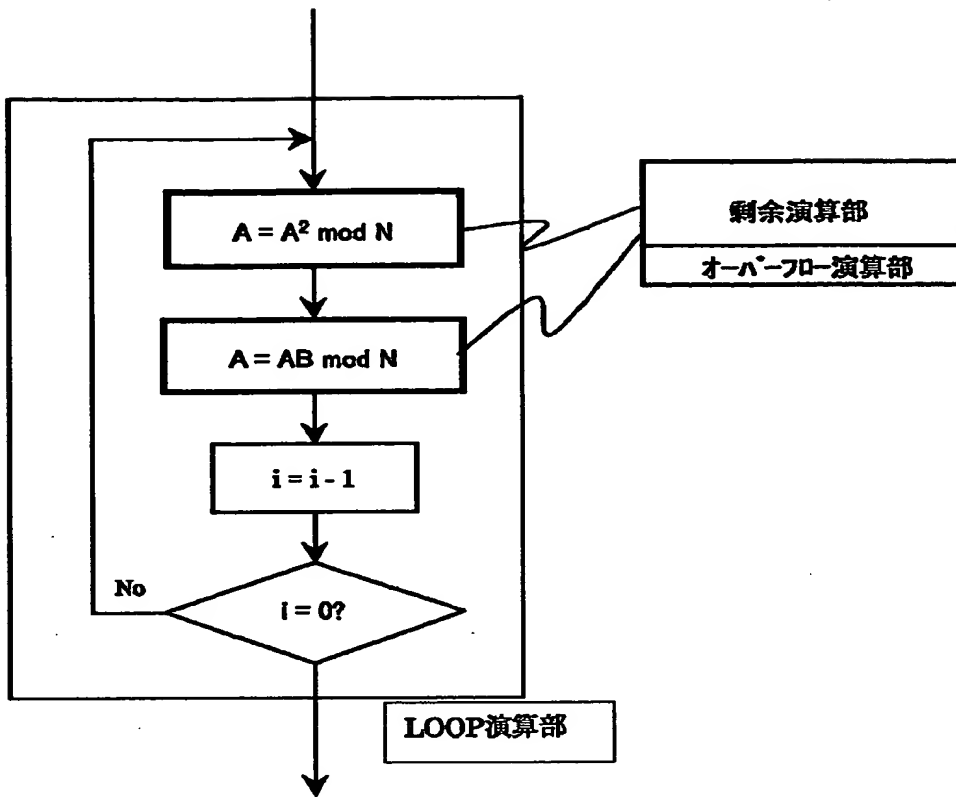 A = A² mod N
剰余演算部
オーバーフロー演算部
A = AB mod N
i = i - 1
No
i = 0?
LOOP演算部